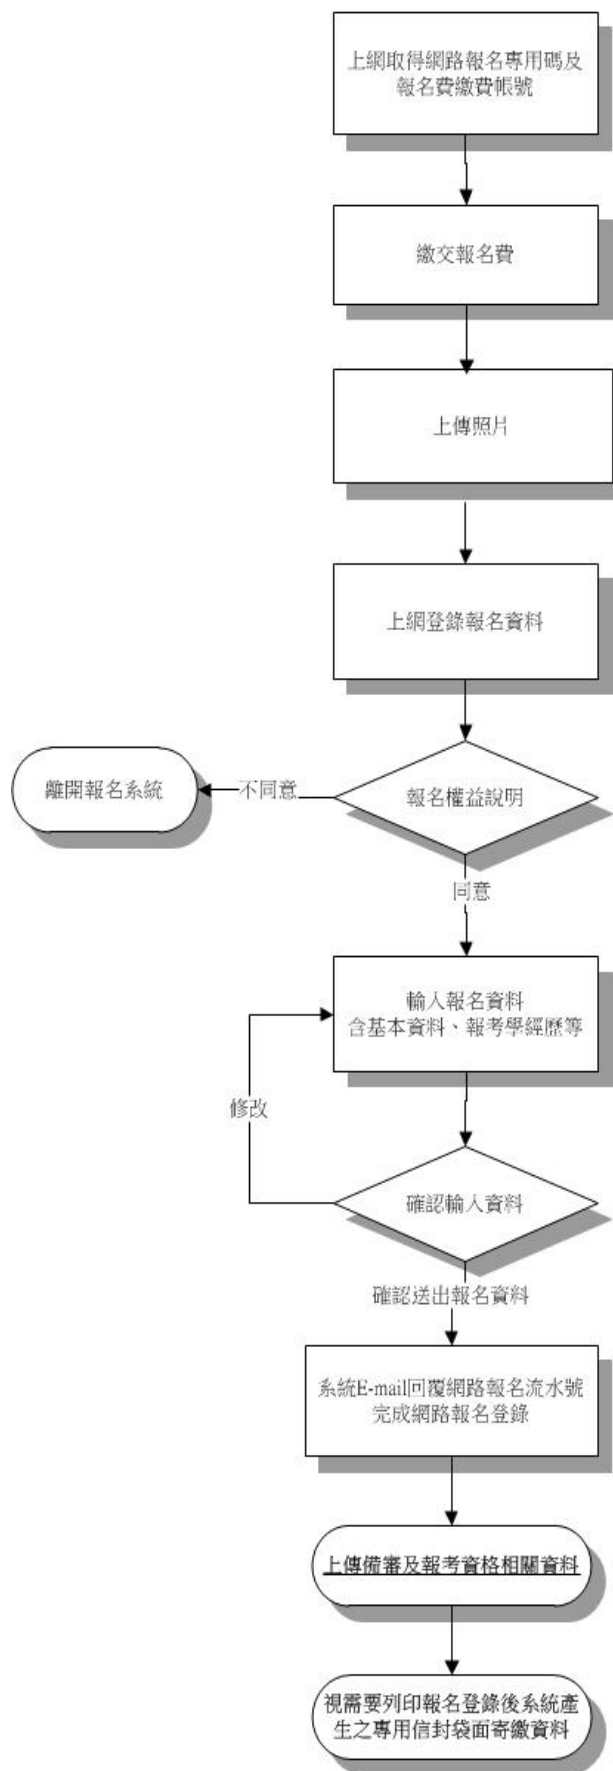 上網取得網路報名專用碼及
報名費繳費帳號
繳交報名費
上傳照片
上網登錄報名資料
報名權益說明
不同意
離開報名系統
同意
輸入報名資料
含基本資料、報考學經歷等
修改
確認輸入資料
確認送出報名資料
系統E-mail回覆網路報名流水號
完成網路報名登錄
上傳備審及報考資格相關資料
視需要列印報名登錄後系統產
生之專用信封袋面寄繳資料